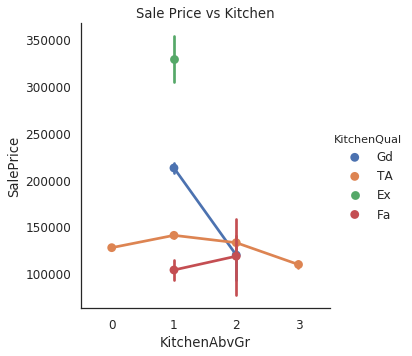 Sale Price vs Kitchen
350000
300000
250000
200000
150000
100000
SalePrice
0 1 2 3
KitchenAbvGr
KitchenQual
Gd
TA
Ex
Fa